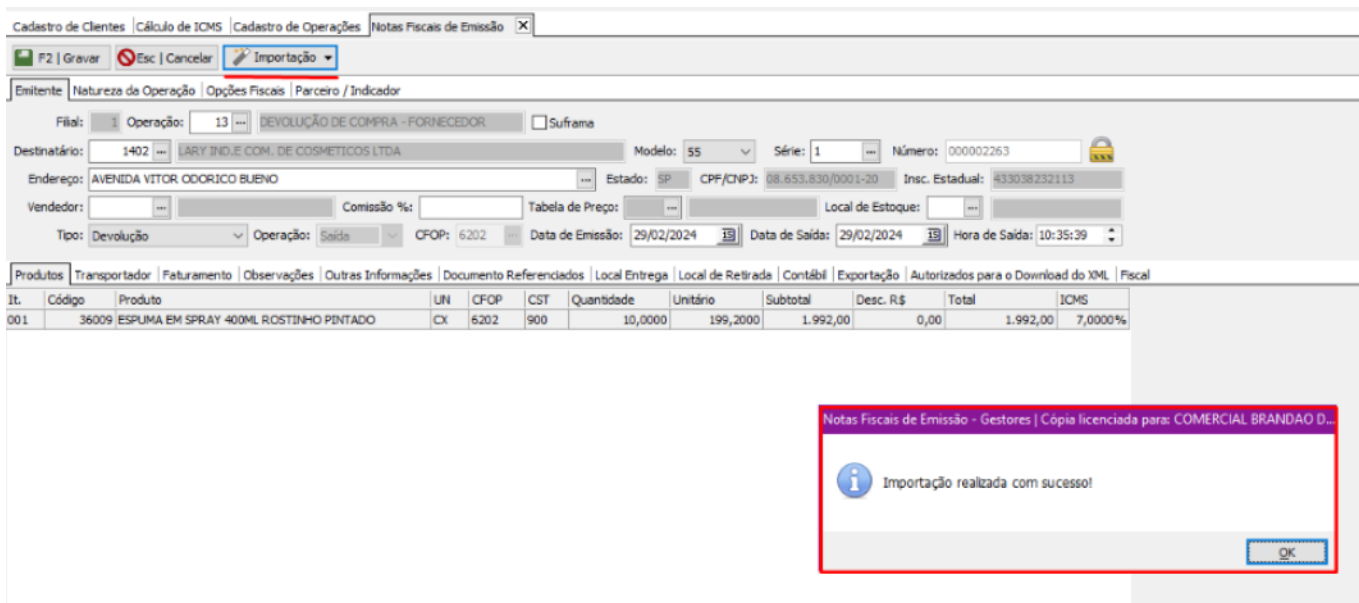 Cadastro de Clientes Cálculo de ICMS Cadastro de Operações Notas Fiscais de Emissão X
F2 | Gravar Esc | Cancelar Importação
Emitente Natureza da Operação Opções Fiscais Parceiro / Indicador
Filial: 1 Operação: 13 ... DEVOLUÇÃO DE COMPRA - FORNECEDOR Suframa
Destinatário: 1402 ... LARY IND.E COM. DE COSMETICOS LTDA Modelo: 55 Série: 1 ... Número: 000002263
Endereço: AVENIDA VITOR ODORICO BUENO ... Estado: SP CPF/CNPJ: 08.653.830/0001-20 Insc. Estadual: 433038232113
Vendedor: ... Comissão %: Tabela de Preço: ... Local de Estoque: ...
Tipo: Devolução Operação: Saída CFOP: 6202 ... Data de Emissão: 29/02/2024 15 Data de Saída: 29/02/2024 15 Hora de Saída: 10:35:39
Produtos Transportador Faturamento Observações Outras Informações Documento Referenciados Local Entrega Local de Retirada Contábil Exportação Autorizados para o Download do XML Fiscal
It. Código Produto UN CFOP CST Quantidade Unitário Subtotal Desc. R$ Total ICMS
001 36009 ESPUMA EM SPRAY 400ML ROSTINHO PINTADO CX 6202 900 10,0000 199,2000 1.992,00 0,00 1.992,00 7,0000%
Notas Fiscais de Emissão - Gestores | Cópia licenciada para: COMERCIAL BRANDAO D...
Importação realizada com sucesso!
OK